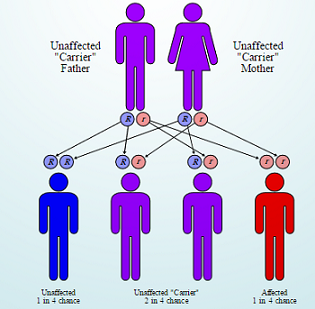 Unaffected Unaffected
"Carrier" "Carrier"
Father Mother
R r R r
R R R r R r r r
Unaffected Unaffected "Carrier" Affected
1 in 4 chance 2 in 4 chance 1 in 4 chance